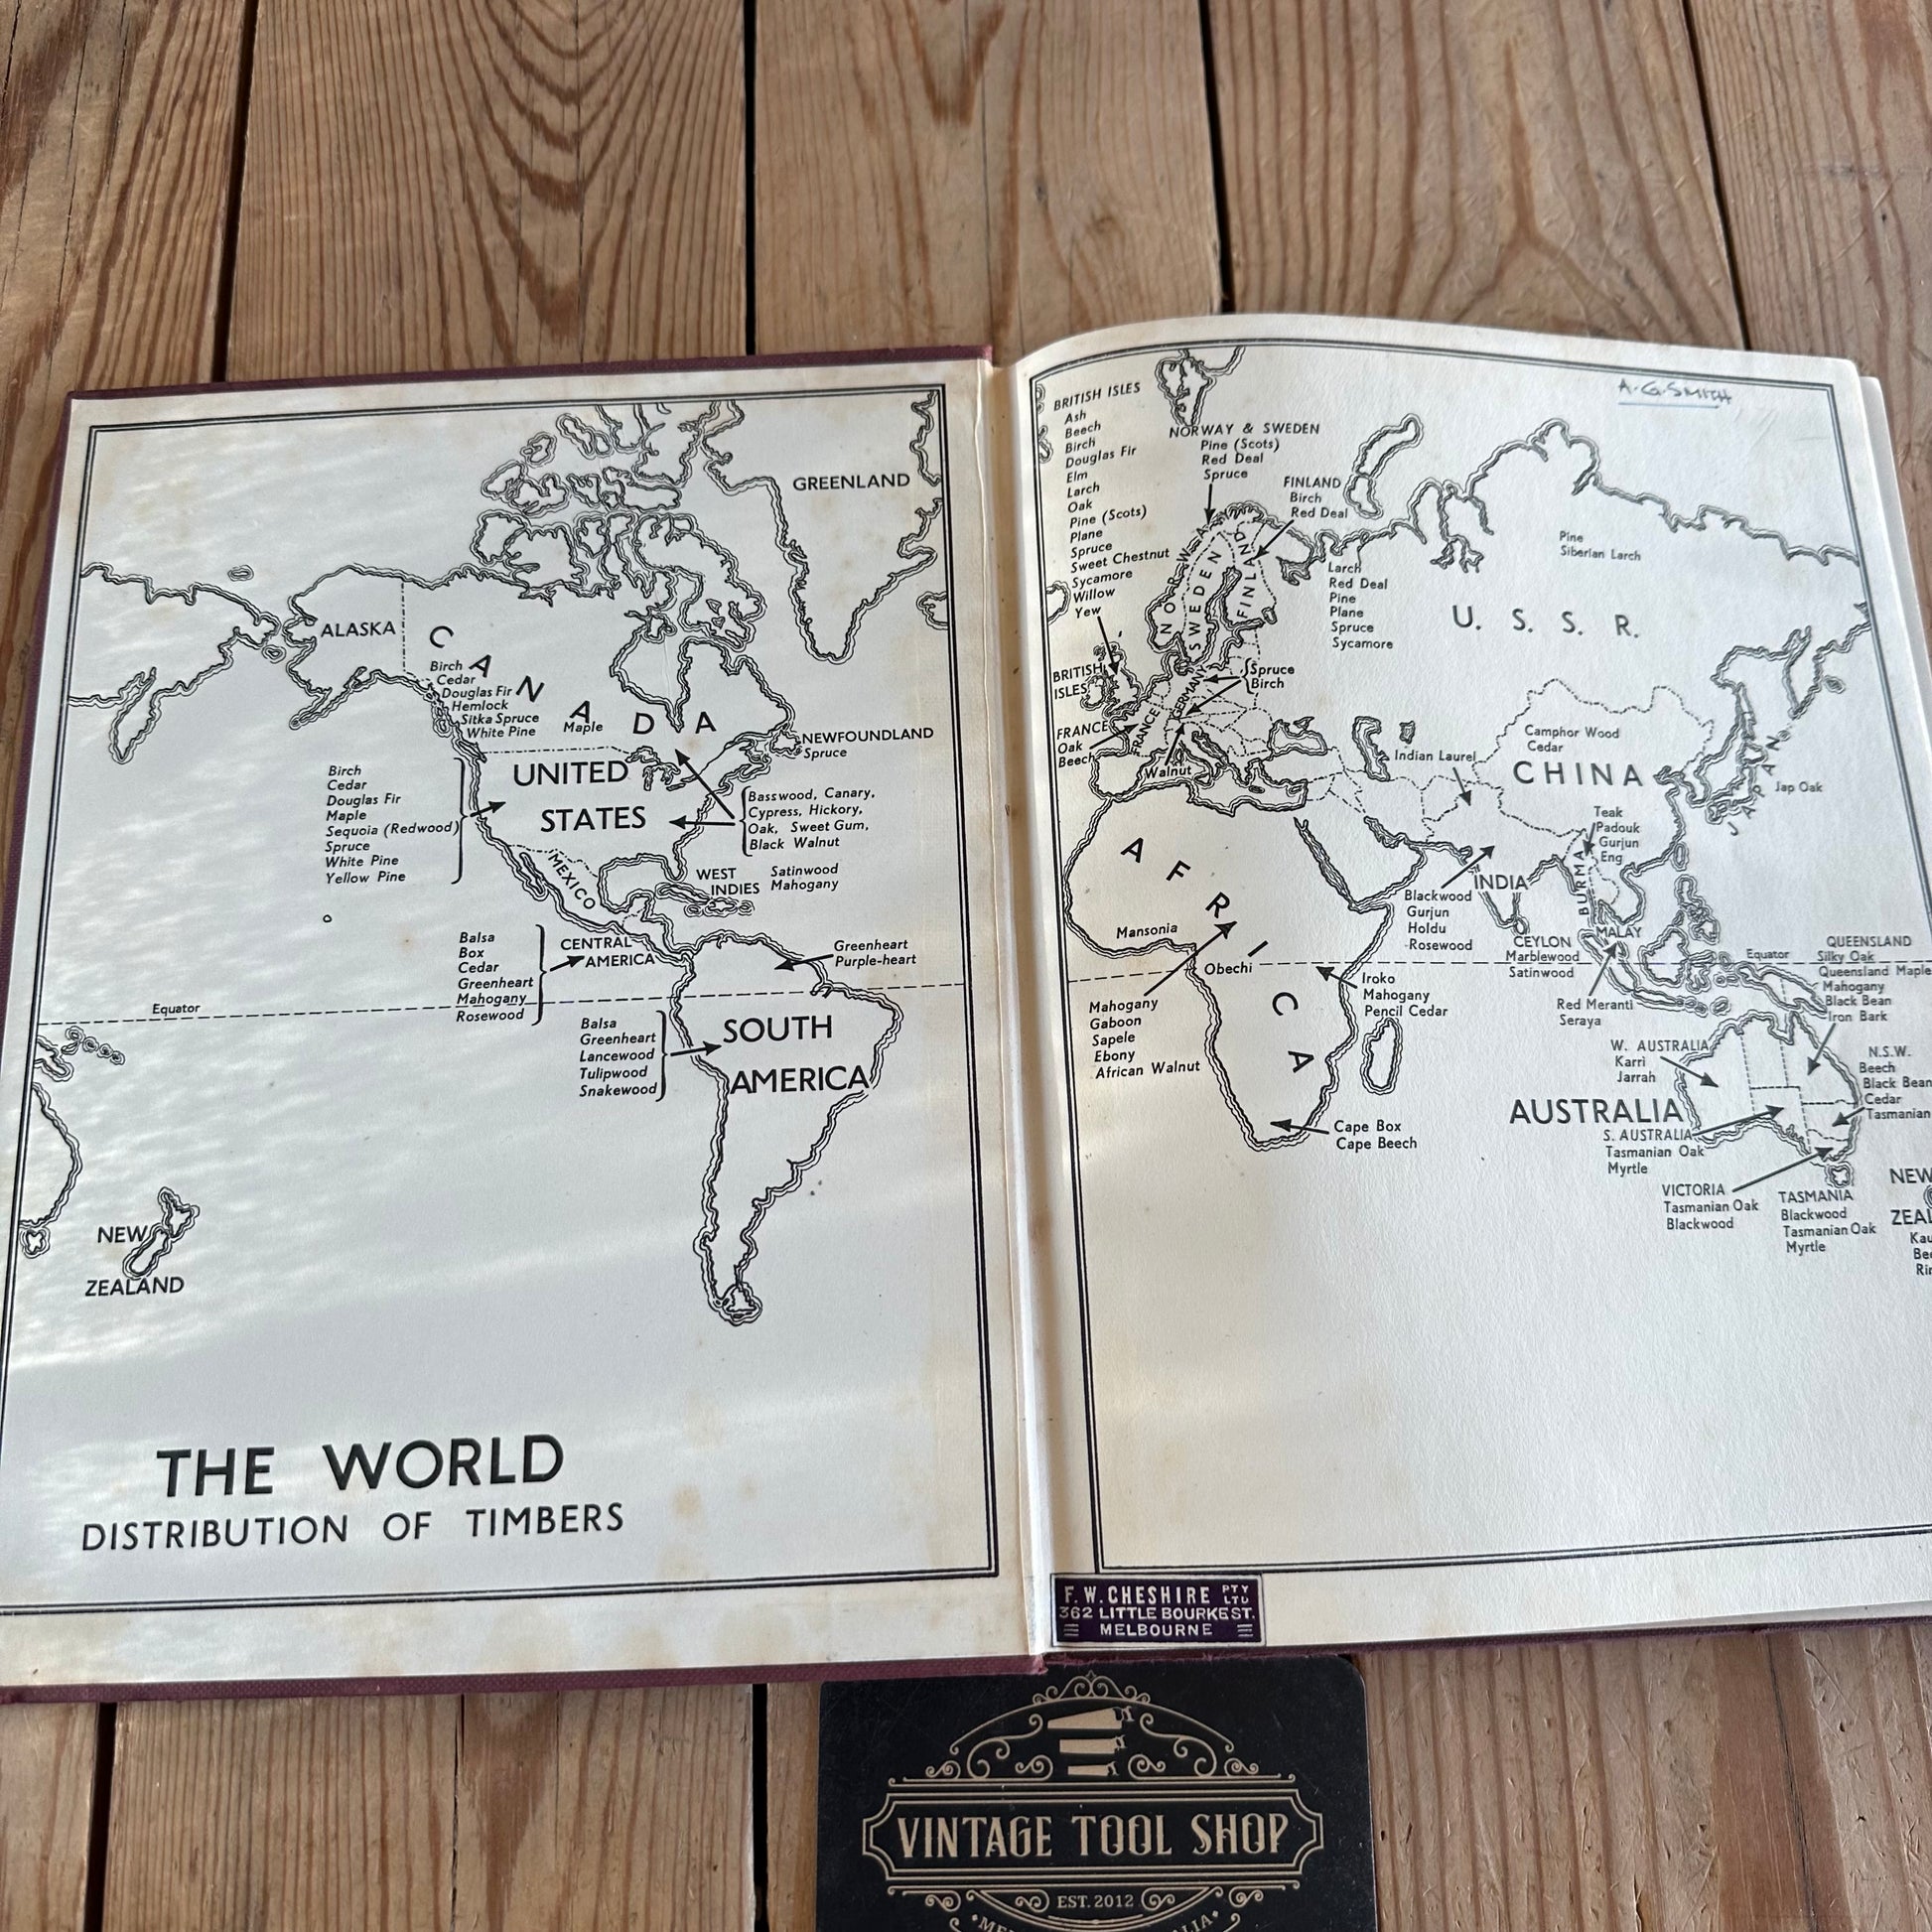 GREENLAND
ALASKA
CANADA
Birch
Cedar
Douglas Fir
Hemlock
Sitka Spruce
White Pine
Maple
NEWFOUNDLAND
Spruce
UNITED
STATES
Birch
Cedar
Douglas Fir
Maple
Sequoia (Redwood)
Spruce
White Pine
Yellow Pine
Basswood, Canary,
Cypress, Hickory,
Oak, Sweet Gum,
Black Walnut
MEXICO
WEST
INDIES
Satinwood
Mahogany
Balsa
Box
Cedar
Greenheart
Mahogany
Rosewood
CENTRAL
AMERICA
Greenheart
Purple-heart
Equator
Balsa
Greenheart
Lancewood
Tulipwood
Snakewood
SOUTH
AMERICA
NEW
ZEALAND
THE WORLD
DISTRIBUTION OF TIMBERS
A.G.SMITH
BRITISH ISLES
Ash
Beech
Birch
Douglas Fir
Elm
Larch
Oak
Pine (Scots)
Plane
Spruce
Sweet Chestnut
Sycamore
Willow
Yew
NORWAY & SWEDEN
Pine (Scots)
Red Deal
Spruce
FINLAND
Birch
Red Deal
NORWAY
SWEDEN
FINLAND
Larch
Red Deal
Pine
Plane
Spruce
Sycamore
Pine
Siberian Larch
U. S. S. R.
BRITISH
ISLES
Spruce
Birch
GERMANY
FRANCE
FRANCE
Oak
Beech
Walnut
Indian Laurel
Camphor Wood
Cedar
CHINA
JAPAN
Jap Oak
Teak
Padouk
Gurjun
Eng
BURMA
INDIA
Blackwood
Gurjun
Holdu
Rosewood
CEYLON
Marblewood
Satinwood
MALAY
Red Meranti
Seraya
AFRICA
Mansonia
Obechi
Mahogany
Gaboon
Sapele
Ebony
African Walnut
Iroko
Mahogany
Pencil Cedar
Cape Box
Cape Beech
Equator
QUEENSLAND
Silky Oak
Queensland Maple
Mahogany
Black Bean
Iron Bark
W. AUSTRALIA
Karri
Jarrah
N.S.W.
Beech
Black Bean
Cedar
Tasmanian
AUSTRALIA
S. AUSTRALIA
Tasmanian Oak
Myrtle
VICTORIA
Tasmanian Oak
Blackwood
TASMANIA
Blackwood
Tasmanian Oak
Myrtle
NEW
F. W. CHESHIRE PTY LTD
362 LITTLE BOURKE ST.
MELBOURNE
VINTAGE TOOL SHOP
EST. 2012